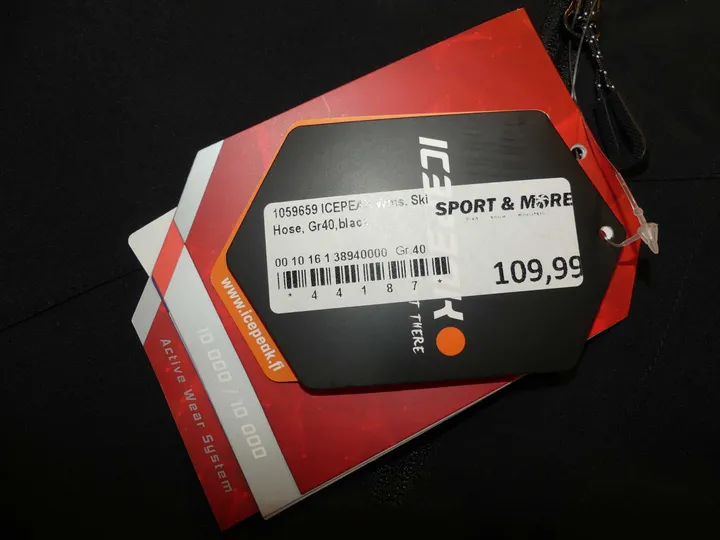 1059659 ICEPEAK Wms. Ski
Hose, Gr40,black
SPORT & MORE
00 10 16 1 38940000 Gr.40
* 4 4 1 8 7 *
109,99
ICEPEAK
THERE
www.icepeak.fi
10 000 / 10 000
Active Wear System